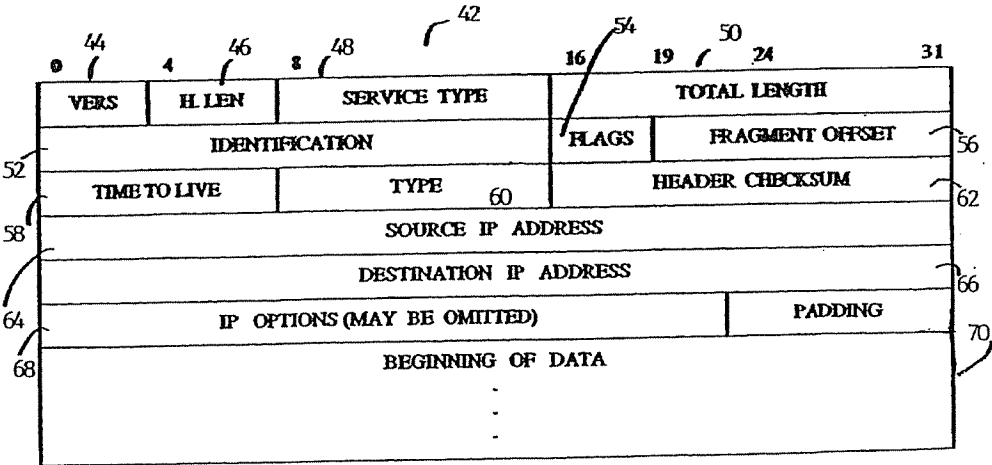 42
44 46 48 54 50
0 4 8 16 19 24 31
VERS H. LEN SERVICE TYPE TOTAL LENGTH
IDENTIFICATION FLAGS FRAGMENT OFFSET 56
52
TIME TO LIVE TYPE 60 HEADER CHECKSUM 62
58
SOURCE IP ADDRESS
DESTINATION IP ADDRESS 66
64
IP OPTIONS (MAY BE OMITTED) PADDING 70
68
BEGINNING OF DATA
.
.
.